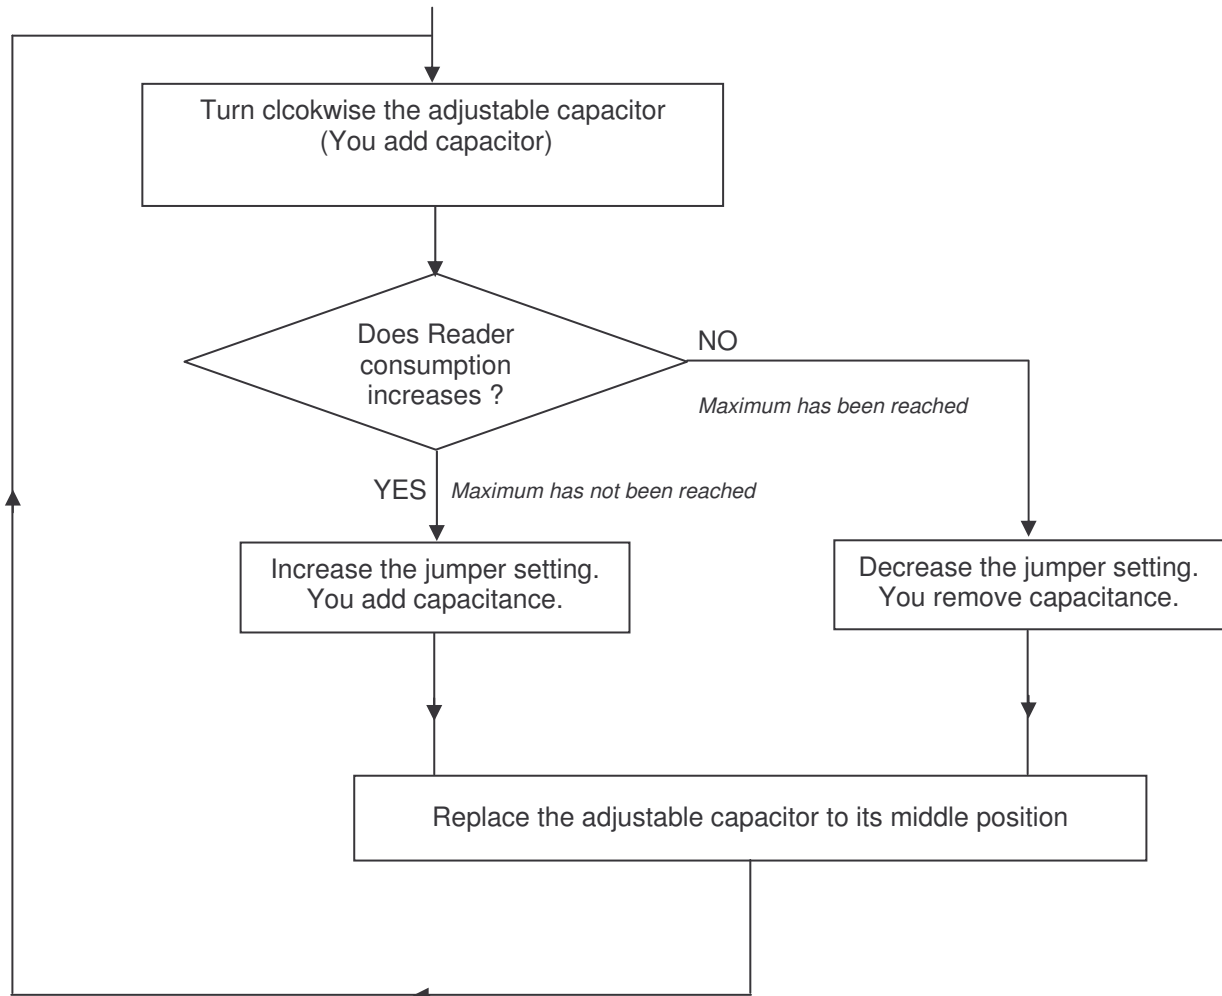 Turn clcokwise the adjustable capacitor
(You add capacitor)
Does Reader
consumption
increases ?
NO
Maximum has been reached
YES
Maximum has not been reached
Increase the jumper setting.
You add capacitance.
Decrease the jumper setting.
You remove capacitance.
Replace the adjustable capacitor to its middle position